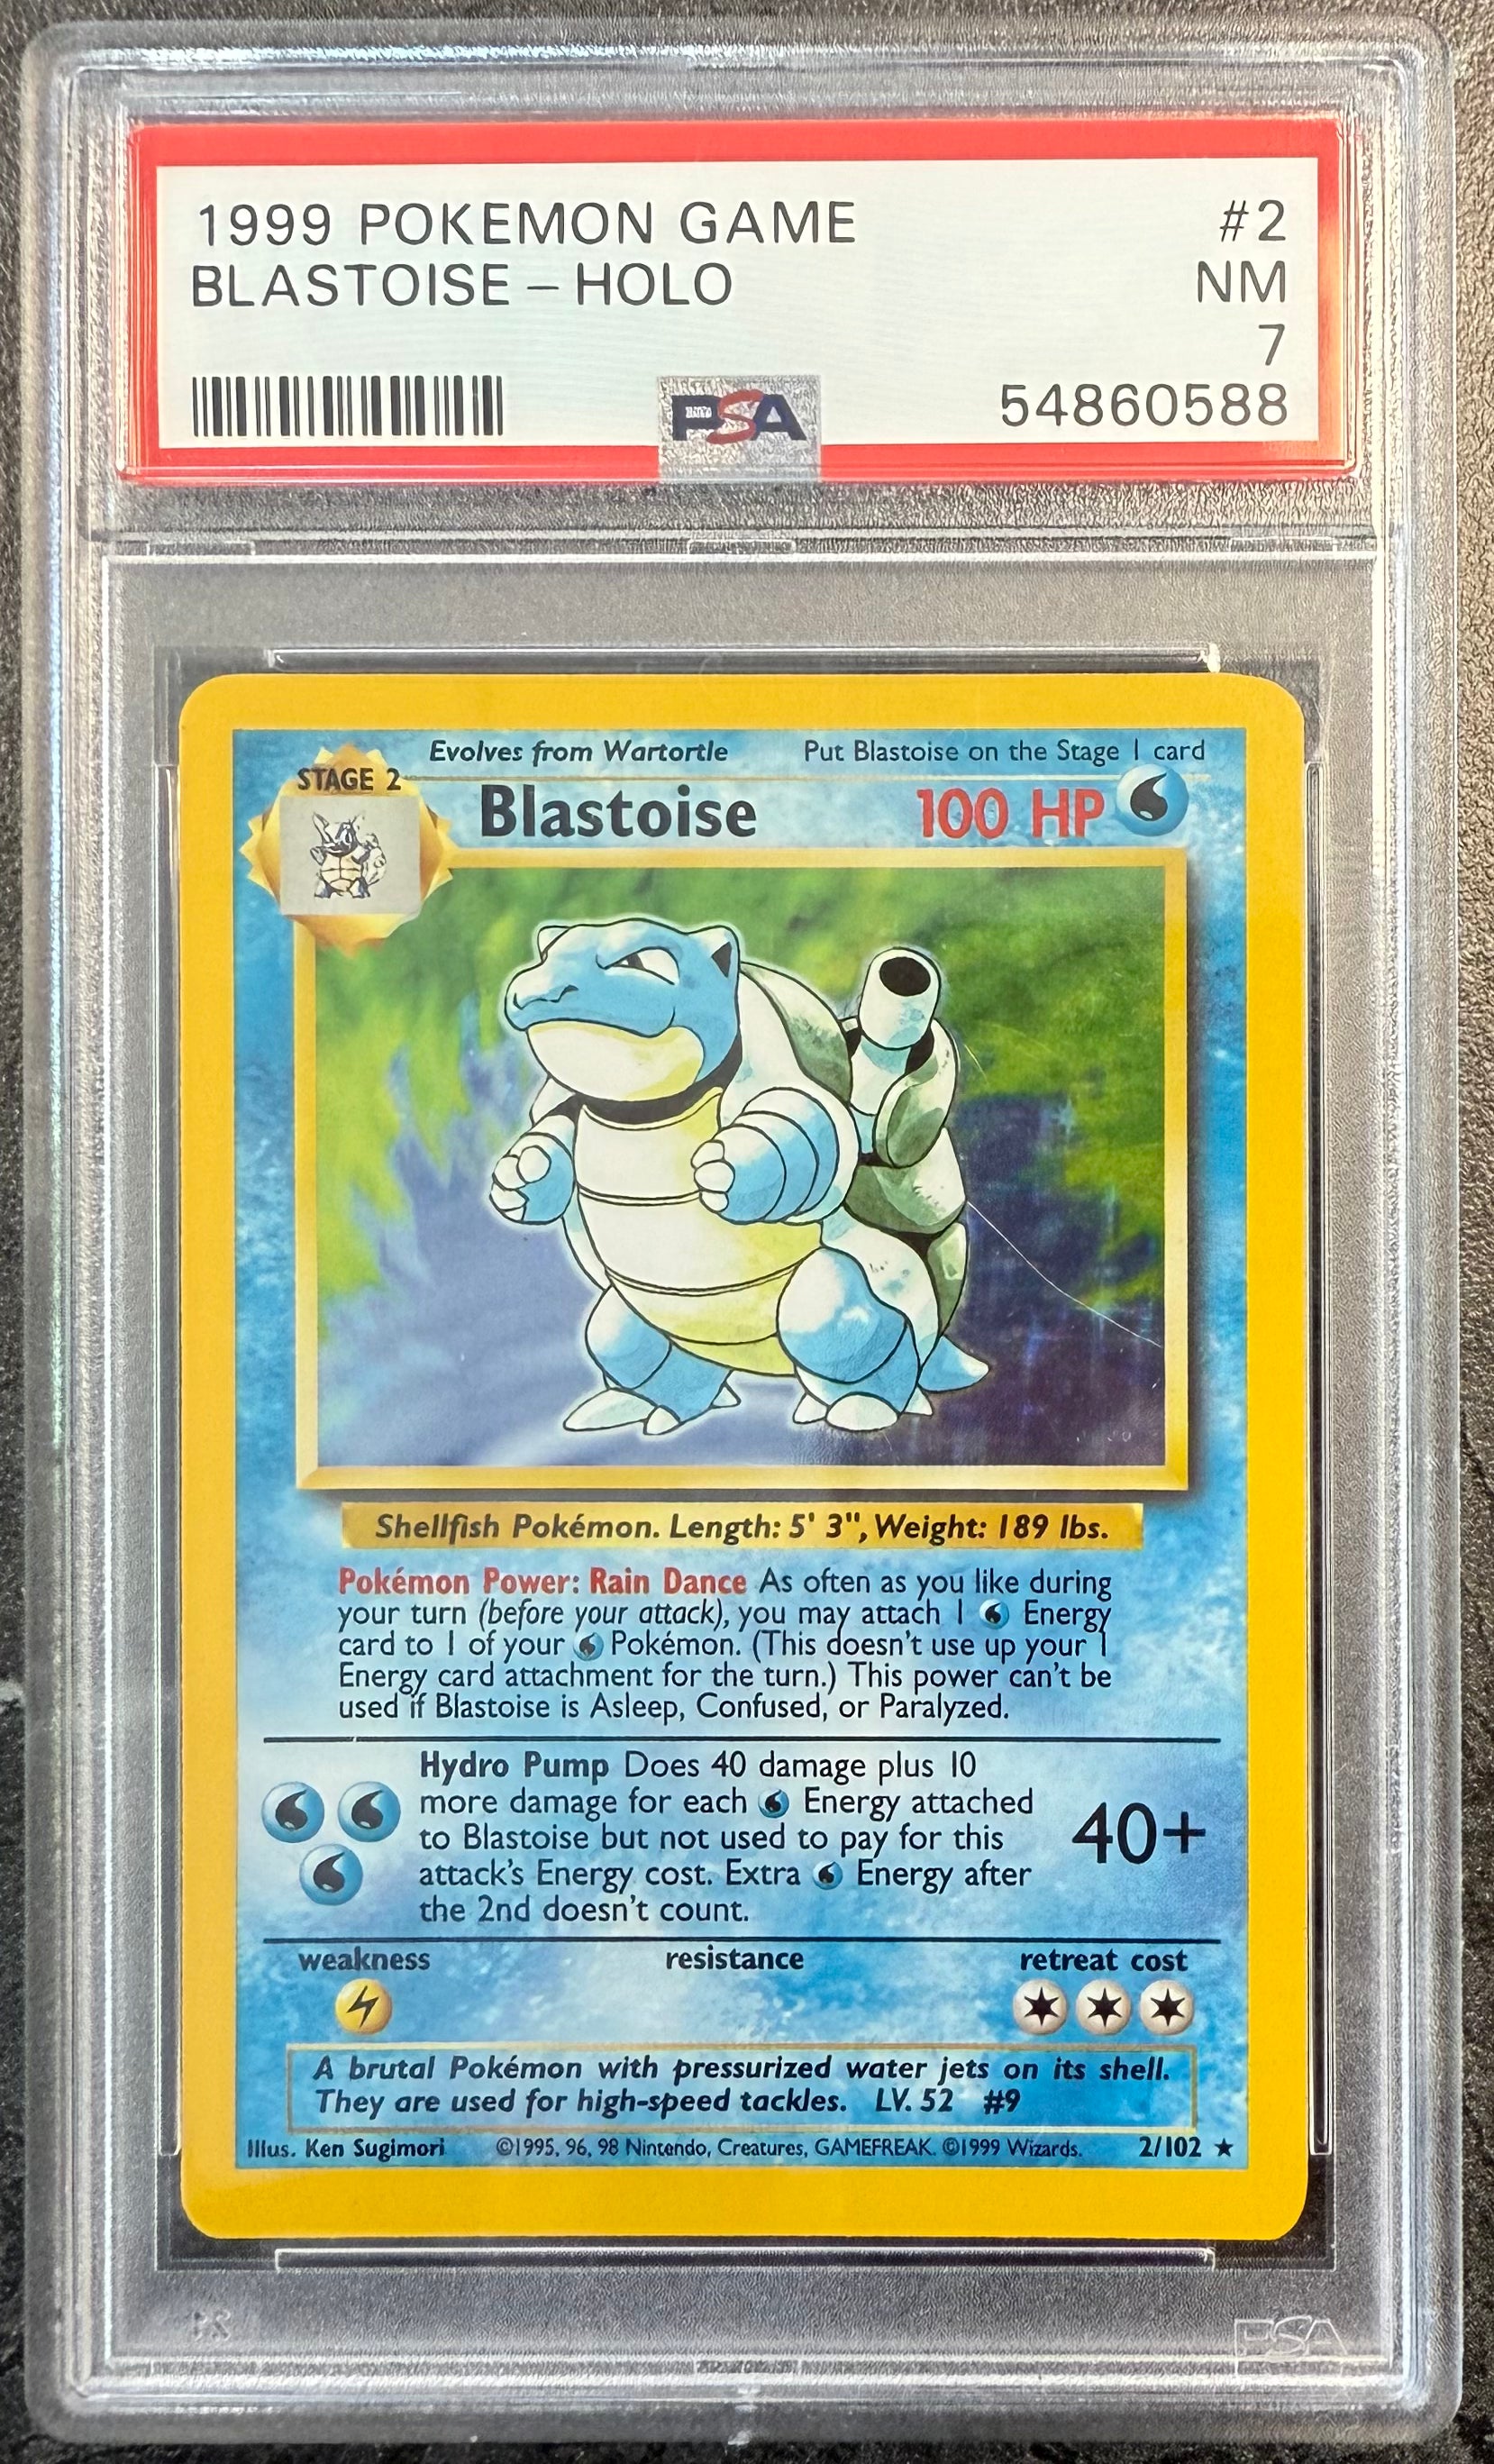 1999 POKEMON GAME #2
BLASTOISE - HOLO NM
7
PSA 54860588
Evolves from Wartortle Put Blastoise on the Stage 1 card
STAGE 2
Blastoise 100 HP
Shellfish Pokémon. Length: 5' 3", Weight: 189 lbs.
Pokémon Power: Rain Dance As often as you like during
your turn (before your attack), you may attach 1 Energy
card to 1 of your Pokémon. (This doesn't use up your 1
Energy card attachment for the turn.) This power can't be
used if Blastoise is Asleep, Confused, or Paralyzed.
Hydro Pump Does 40 damage plus 10
more damage for each Energy attached
to Blastoise but not used to pay for this
attack's Energy cost. Extra Energy after
the 2nd doesn't count.
40+
weakness resistance retreat cost
A brutal Pokémon with pressurized water jets on its shell.
They are used for high-speed tackles. LV. 52 #9
Illus. Ken Sugimori ©1995, 96, 98 Nintendo, Creatures, GAMEFREAK. ©1999 Wizards. 2/102 ★
PSA